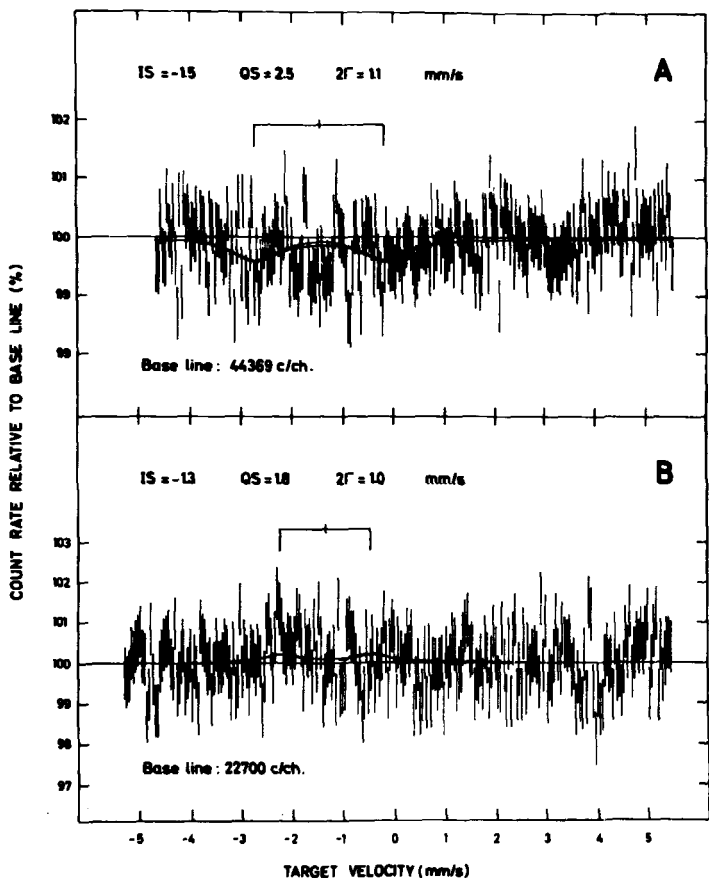 A
IS = -1.5 QS = 2.5 2Γ = 1.1 mm/s
102
101
100
99
99
Base line : 44369 c/ch.
B
IS = -1.3 QS = 1.8 2Γ = 1.0 mm/s
103
102
101
100
99
98
97
Base line : 22700 c/ch.
-5 -4 -3 -2 -1 0 1 2 3 4 5
TARGET VELOCITY (mm/s)
COUNT RATE RELATIVE TO BASE LINE (%)